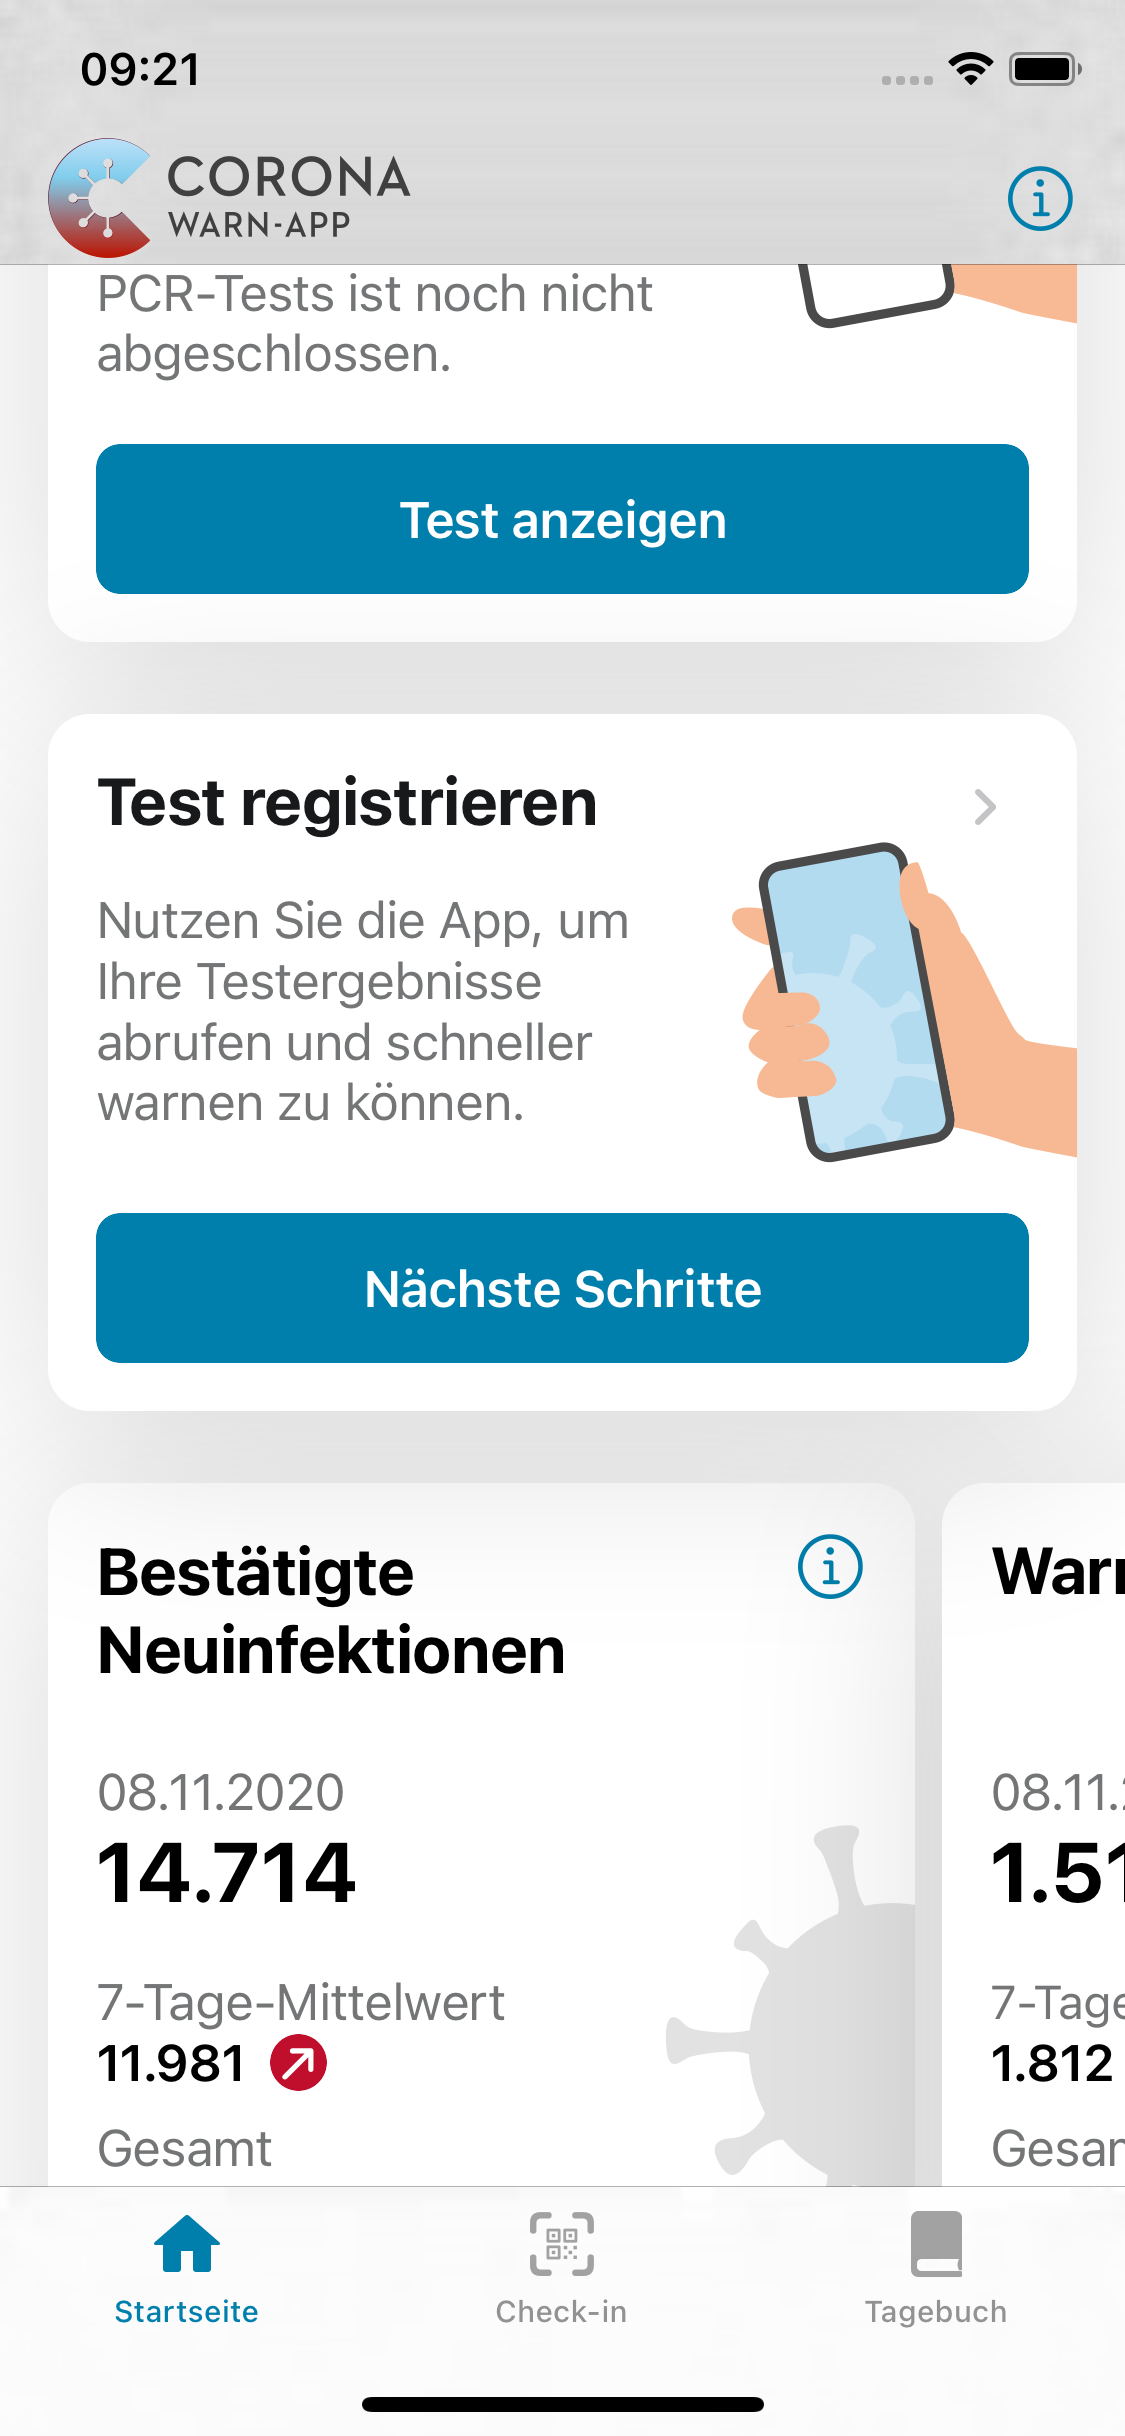 09:21
CORONA
WARN-APP
PCR-Tests ist noch nicht
abgeschlossen.
Test anzeigen
Test registrieren
Nutzen Sie die App, um
Ihre Testergebnisse
abrufen und schneller
warnen zu können.
Nächste Schritte
Bestätigte
Neuinfektionen
08.11.2020
14.714
7-Tage-Mittelwert
11.981
Gesamt
08.11.
1.51
7-Tage
1.812
Startseite
Check-in
Tagebuch